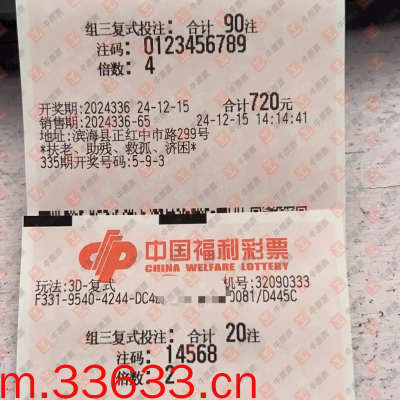 组三复式投注: 合计 90注
注码: 0123456789
倍数: 4
开奖期:2024336 24-12-15 合计720元
销售期:2024336-65 24-12-15 14:14:41
地址:滨海县正红中市路299号
*扶老、助残、救孤、济困*
335期开奖号码:5-9-3
中国福利彩票
CHINA WELFARE LOTTERY
玩法:3D-复式 机号:32090333
F331-9540-4244-DC4 0081/D445C
组三复式投注: 合计 20注
注码: 14568
倍数: 2
m.33633.cn